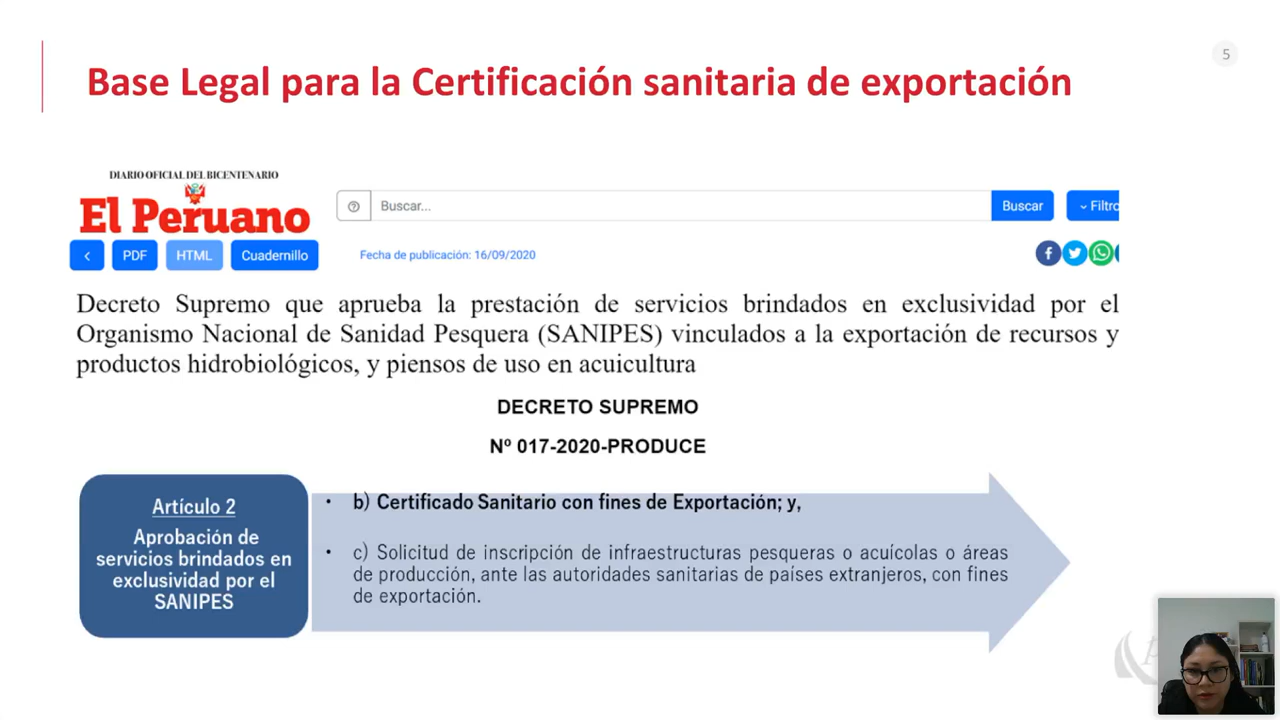 5
Base Legal para la Certificación sanitaria de exportación
DIARIO OFICIAL DEL BICENTENARIO
El Peruano
Buscar...
Buscar
Filtro
PDF
HTML
Cuadernillo
Fecha de publicación: 16/09/2020
Decreto Supremo que aprueba la prestación de servicios brindados en exclusividad por el
Organismo Nacional de Sanidad Pesquera (SANIPES) vinculados a la exportación de recursos y
productos hidrobiológicos, y piensos de uso en acuicultura
DECRETO SUPREMO
Nº 017-2020-PRODUCE
Artículo 2
Aprobación de
servicios brindados en
exclusividad por el
SANIPES
• b) Certificado Sanitario con fines de Exportación; y,
• c) Solicitud de inscripción de infraestructuras pesqueras o acuícolas o áreas
de producción, ante las autoridades sanitarias de países extranjeros, con fines
de exportación.